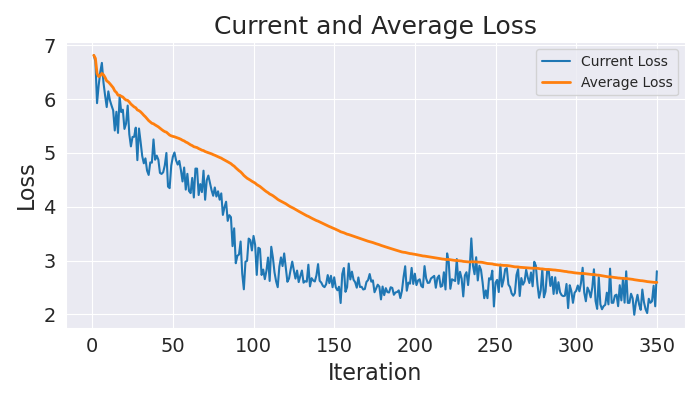 Current and Average Loss
Current Loss
Average Loss
Loss
7
6
5
4
3
2
0 50 100 150 200 250 300 350
Iteration